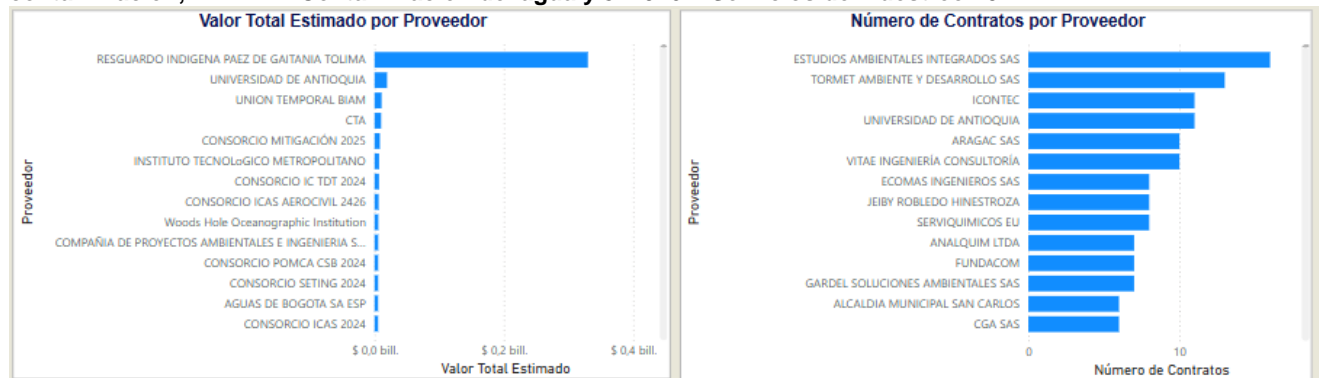 Valor Total Estimado por Proveedor
Proveedor
RESGUARDO INDIGENA PAEZ DE GAITANIA TOLIMA
UNIVERSIDAD DE ANTIOQUIA
UNION TEMPORAL BIAM
CTA
CONSORCIO MITIGACIÓN 2025
INSTITUTO TECNOLoGICO METROPOLITANO
CONSORCIO IC TDT 2024
CONSORCIO ICAS AEROCIVIL 2426
Woods Hole Oceanographic Institution
COMPAÑIA DE PROYECTOS AMBIENTALES E INGENIERIA S...
CONSORCIO POMCA CSB 2024
CONSORCIO SETING 2024
AGUAS DE BOGOTA SA ESP
CONSORCIO ICAS 2024
$ 0,0 bill. $ 0,2 bill. $ 0,4 bill.
Valor Total Estimado
Número de Contratos por Proveedor
Proveedor
ESTUDIOS AMBIENTALES INTEGRADOS SAS
TORMET AMBIENTE Y DESARROLLO SAS
ICONTEC
UNIVERSIDAD DE ANTIOQUIA
ARAGAC SAS
VITAE INGENIERÍA CONSULTORÍA
ECOMAS INGENIEROS SAS
JEIBY ROBLEDO HINESTROZA
SERVIQUIMICOS EU
ANALQUIM LTDA
FUNDACOM
GARDEL SOLUCIONES AMBIENTALES SAS
ALCALDIA MUNICIPAL SAN CARLOS
CGA SAS
0 10
Número de Contratos